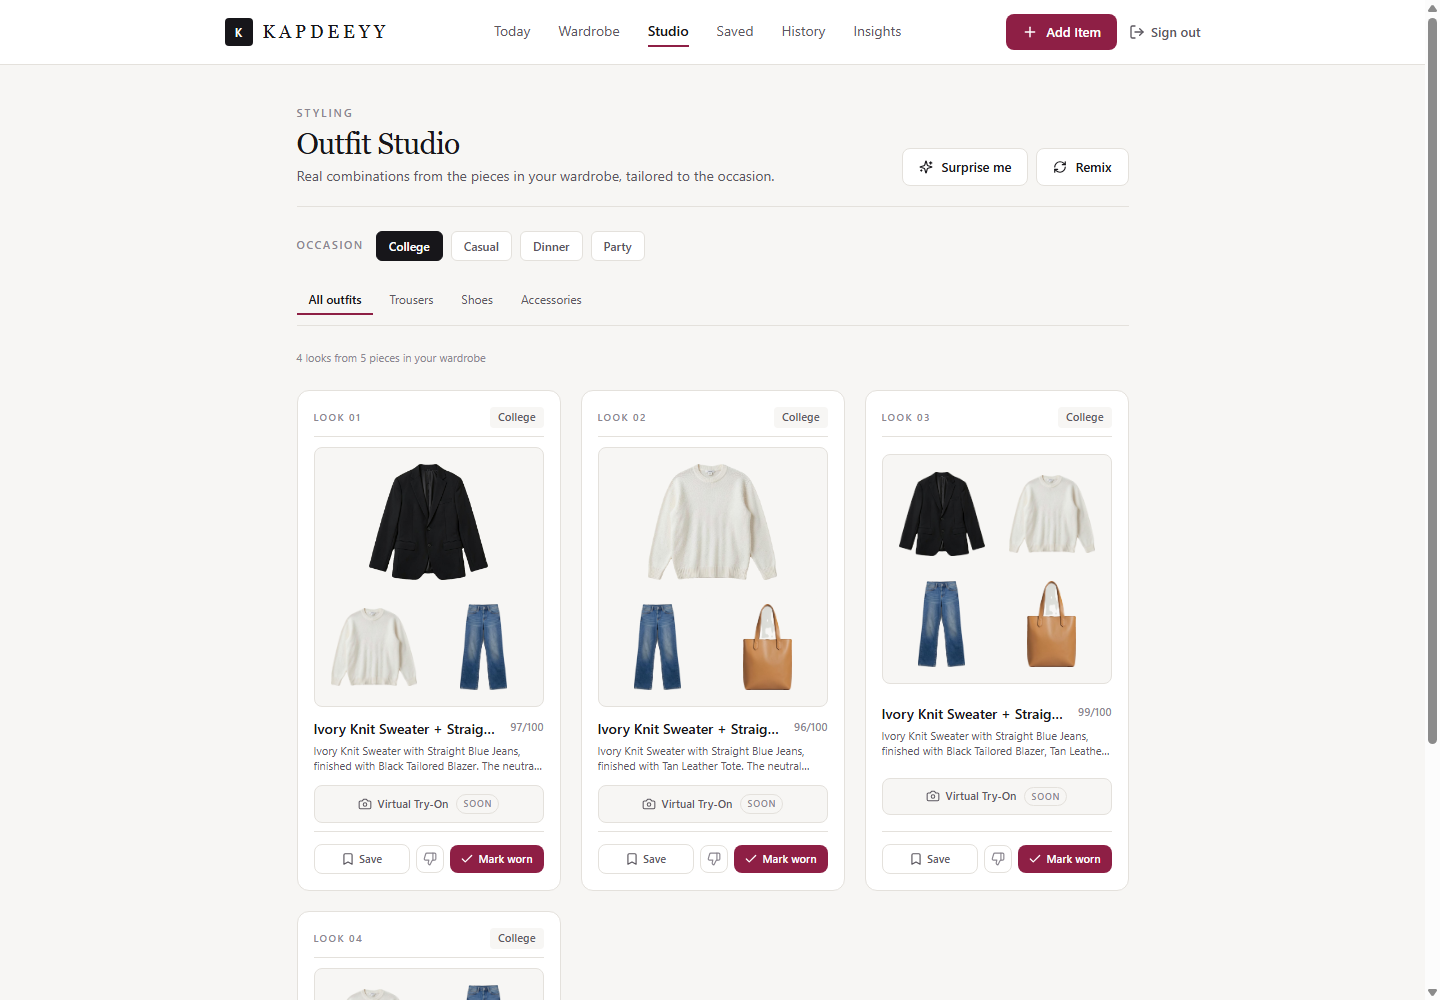 K KAPDEEYY
Today Wardrobe Studio Saved History Insights
Add Item Sign out
STYLING
Outfit Studio
Real combinations from the pieces in your wardrobe, tailored to the occasion.
Surprise me Remix
OCCASION College Casual Dinner Party
All outfits Trousers Shoes Accessories
4 looks from 5 pieces in your wardrobe
LOOK 01 College
Ivory Knit Sweater + Straig... 97/100
Ivory Knit Sweater with Straight Blue Jeans,
finished with Black Tailored Blazer. The neutra...
Virtual Try-On SOON
Save Mark worn
LOOK 02 College
Ivory Knit Sweater + Straig... 96/100
Ivory Knit Sweater with Straight Blue Jeans,
finished with Tan Leather Tote. The neutral...
Virtual Try-On SOON
Save Mark worn
LOOK 03 College
Ivory Knit Sweater + Straig... 99/100
Ivory Knit Sweater with Straight Blue Jeans,
finished with Black Tailored Blazer, Tan Leathe...
Virtual Try-On SOON
Save Mark worn
LOOK 04 College